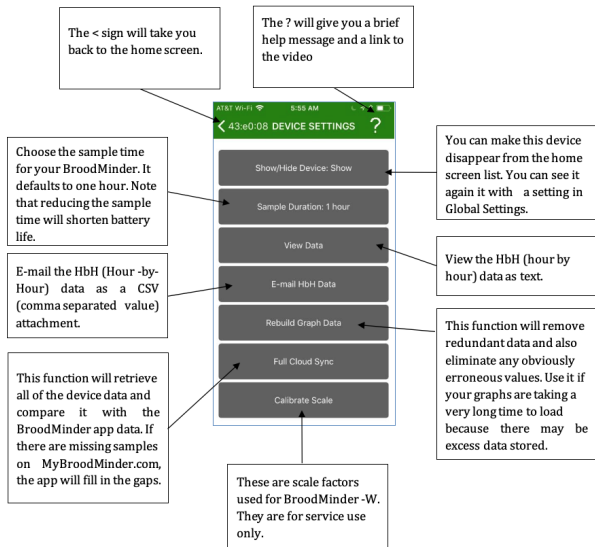 The < sign will take you
back to the home screen.
The ? will give you a brief
help message and a link to
the video
AT&T Wi-Fi 5:55 AM
43:e0:08 DEVICE SETTINGS ?
Choose the sample time
for your BroodMinder. It
defaults to one hour. Note
that reducing the sample
time will shorten battery
life.
Show/Hide Device: Show
Sample Duration: 1 hour
View Data
E-mail HbH Data
Rebuild Graph Data
Full Cloud Sync
Calibrate Scale
You can make this device
disappear from the home
screen list. You can see it
again it with a setting in
Global Settings.
E-mail the HbH (Hour -by-
Hour) data as a CSV
(comma separated value)
attachment.
View the HbH (hour by
hour) data as text.
This function will retrieve
all of the device data and
compare it with the
BroodMinder app data. If
there are missing samples
on MyBroodMinder.com,
the app will fill in the gaps.
This function will remove
redundant data and also
eliminate any obviously
erroneous values. Use it if
your graphs are taking a
very long time to load
because there may be
excess data stored.
These are scale factors
used for BroodMinder -W.
They are for service use
only.